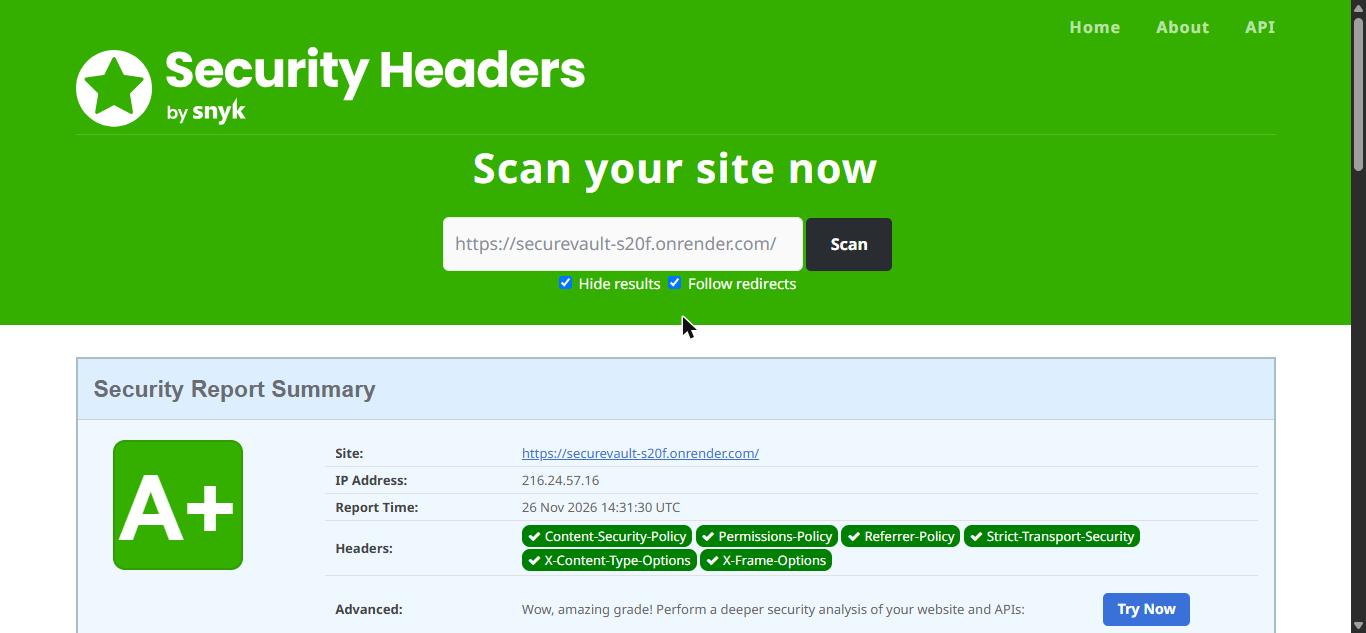 Home About API
Security Headers
by snyk
Scan your site now
https://securevault-s20f.onrender.com/ Scan
Hide results Follow redirects
Security Report Summary
A+
Site: https://securevault-s20f.onrender.com/
IP Address: 216.24.57.16
Report Time: 26 Nov 2026 14:31:30 UTC
Headers: Content-Security-Policy Permissions-Policy Referrer-Policy Strict-Transport-Security
X-Content-Type-Options X-Frame-Options
Advanced: Wow, amazing grade! Perform a deeper security analysis of your website and APIs: Try Now